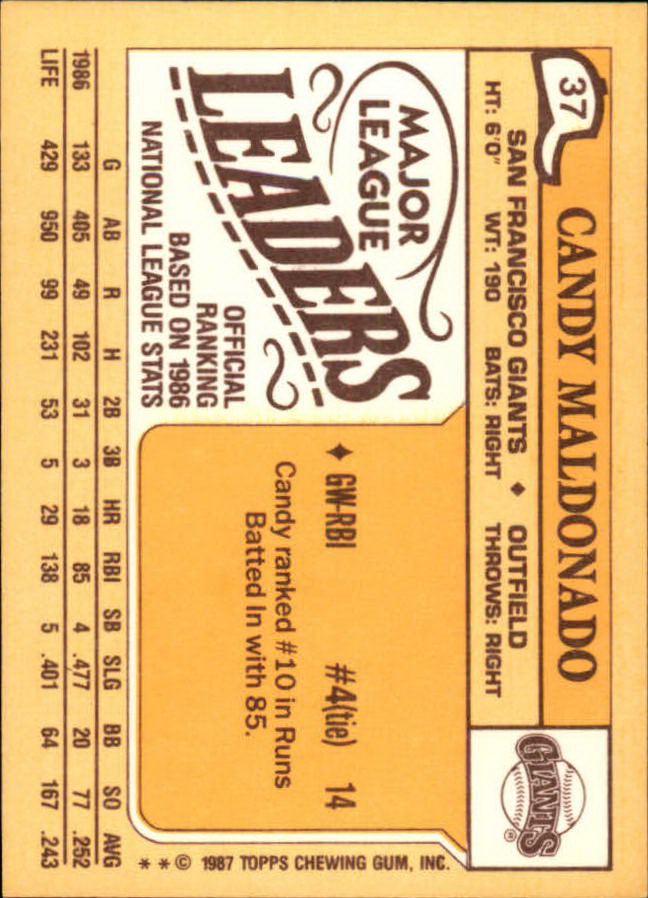 37
CANDY MALDONADO
SAN FRANCISCO GIANTS ♦ OUTFIELD
HT: 6'0" WT: 190 BATS: RIGHT THROWS: RIGHT
GIANTS ®
MAJOR
LEAGUE
LEADERS
OFFICIAL
RANKING
BASED ON 1986
NATIONAL LEAGUE STATS
✦ GW-RBI #4(tie) 14
Candy ranked #10 in Runs
Batted In with 85.
* * © 1987 TOPPS CHEWING GUM, INC.
G AB R H 2B 3B HR RBI SB SLG BB SO AVG
1986 133 405 49 102 31 3 18 85 4 .477 20 77 .252
LIFE 429 950 99 231 53 5 29 138 5 .401 64 167 .243